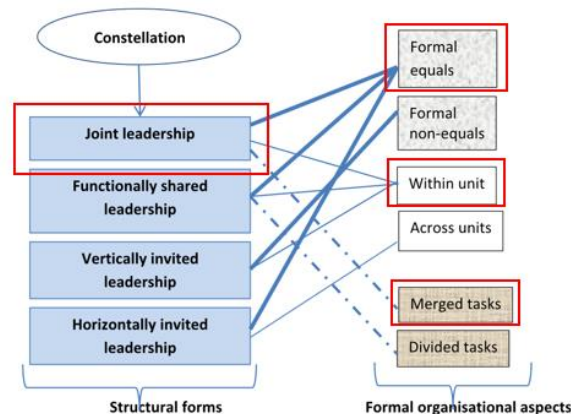 Constellation
Joint leadership
Functionally shared
leadership
Vertically invited
leadership
Horizontally invited
leadership
Structural forms
Formal
equals
Formal
non-equals
Within unit
Across units
Merged tasks
Divided tasks
Formal organisational aspects